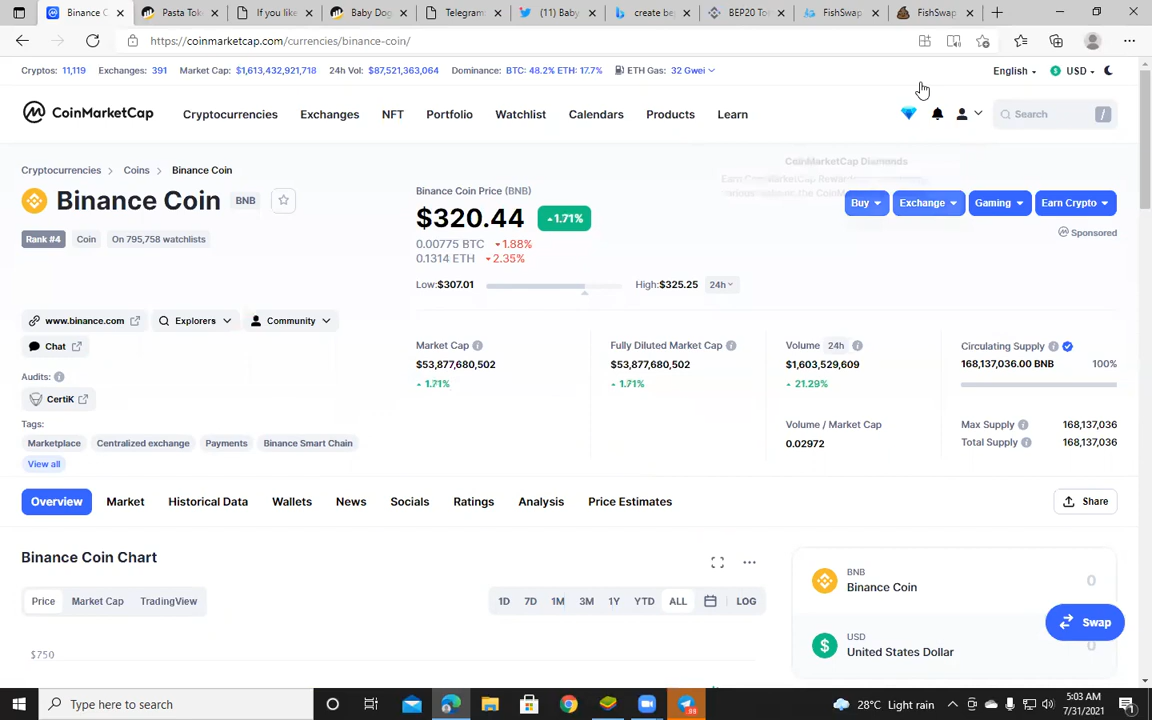 Binance C
Pasta Tok
If you like
Baby Dog
Telegram:
(11) Baby
create be
BEP20 To
FishSwap
FishSwap
https://coinmarketcap.com/currencies/binance-coin/
Cryptos: 11,119 Exchanges: 391 Market Cap: $1,613,432,921,718 24h Vol: $87,521,363,064 Dominance: BTC: 48.2% ETH: 17.7% ETH Gas: 32 Gwei English USD
CoinMarketCap Cryptocurrencies Exchanges NFT Portfolio Watchlist Calendars Products Learn Search /
CoinMarketCap Diamonds
Cryptocurrencies Coins Binance Coin
Binance Coin BNB
Binance Coin Price (BNB)
$320.44 1.71%
Buy Exchange Gaming Earn Crypto
Sponsored
Rank #4 Coin On 795,758 watchlists
0.00775 BTC 1.88%
0.1314 ETH 2.35%
Low:$307.01 High:$325.25 24h
www.binance.com Explorers Community
Chat
Audits:
CertiK
Tags:
Marketplace Centralized exchange Payments Binance Smart Chain
View all
Market Cap
$53,877,680,502
1.71%
Fully Diluted Market Cap
$53,877,680,502
1.71%
Volume 24h
$1,603,529,609
21.29%
Volume / Market Cap
0.02972
Circulating Supply
168,137,036.00 BNB 100%
Max Supply 168,137,036
Total Supply 168,137,036
Overview Market Historical Data Wallets News Socials Ratings Analysis Price Estimates Share
Binance Coin Chart
Price Market Cap TradingView 1D 7D 1M 3M 1Y YTD ALL LOG
$750
BNB
Binance Coin 0
USD
United States Dollar 0
Swap
Type here to search
28°C Light rain
5:03 AM
7/31/2021